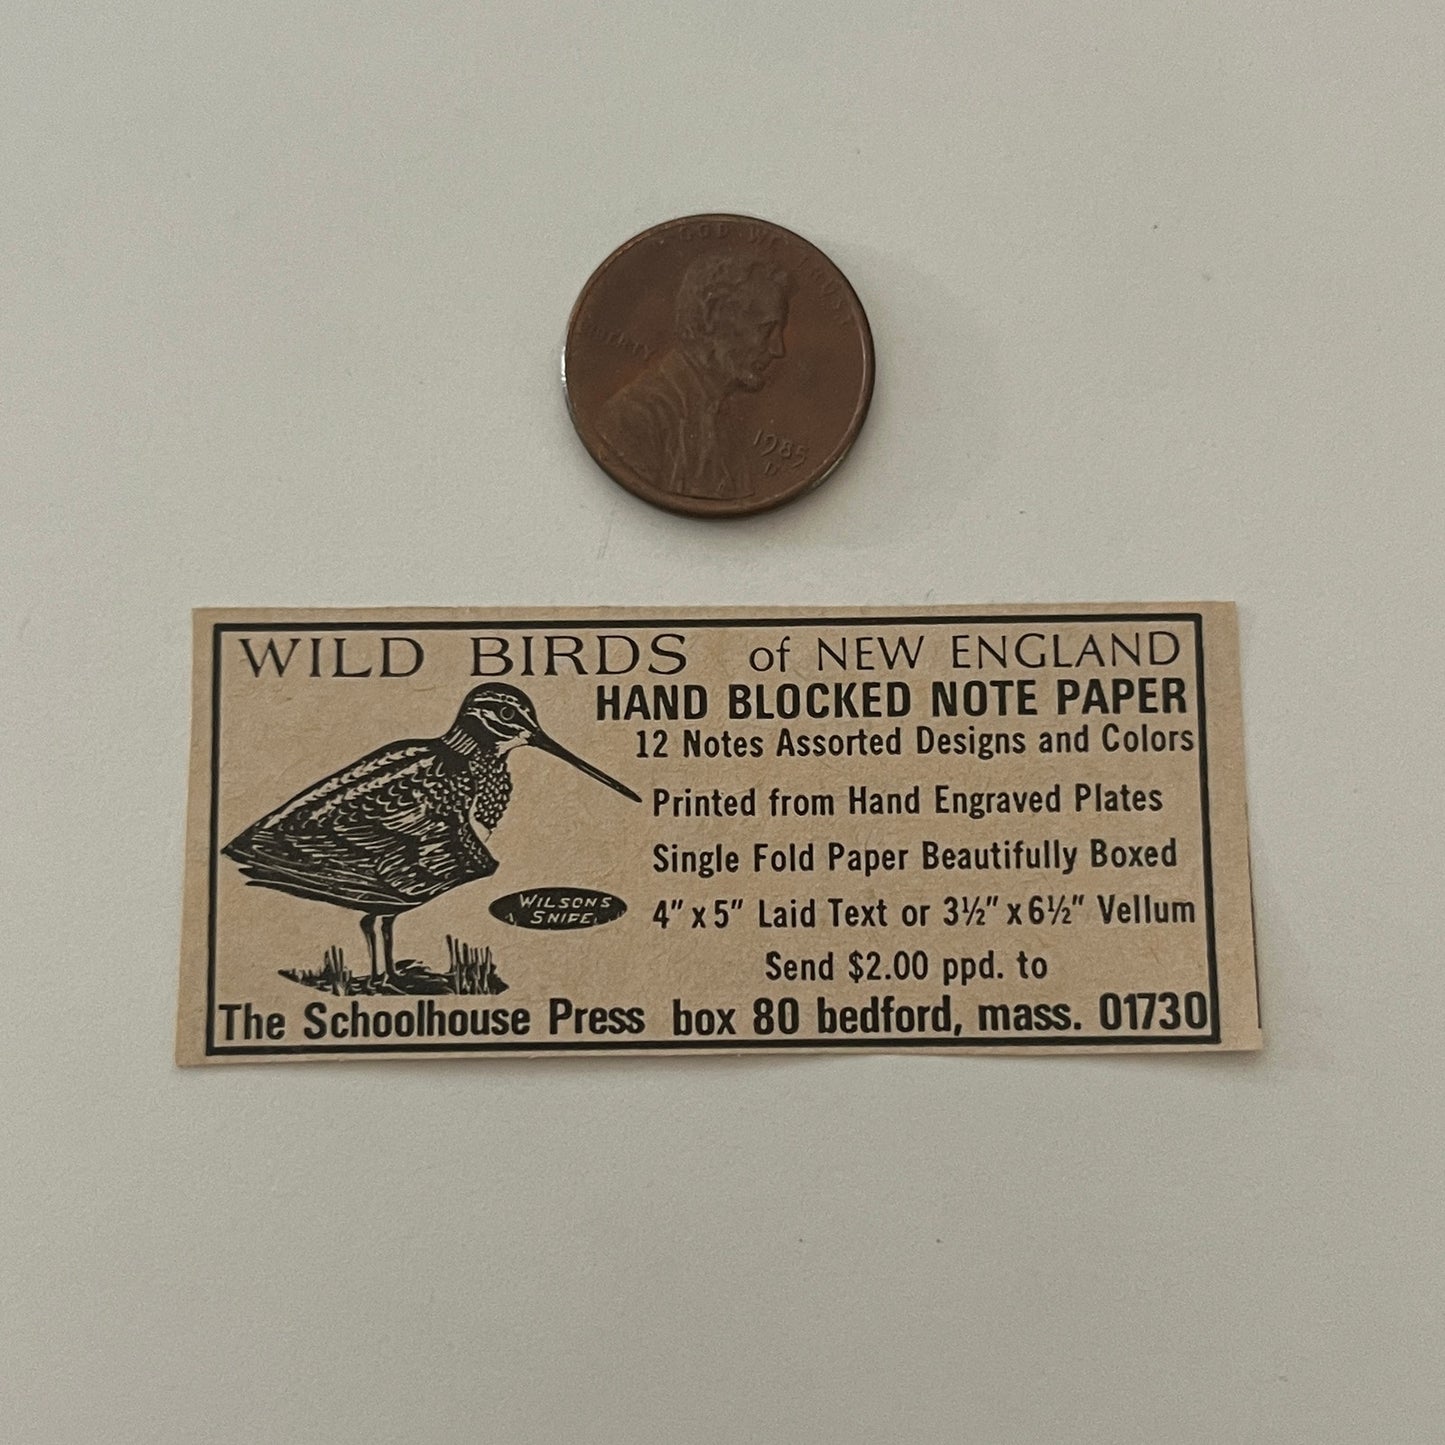 IN GOD WE TRUST
LIBERTY
1985
D
WILD BIRDS of NEW ENGLAND
HAND BLOCKED NOTE PAPER
12 Notes Assorted Designs and Colors
Printed from Hand Engraved Plates
Single Fold Paper Beautifully Boxed
WILSONS
SNIPE
4" x 5" Laid Text or 3½" x 6½" Vellum
Send $2.00 ppd. to
The Schoolhouse Press box 80 bedford, mass. 01730